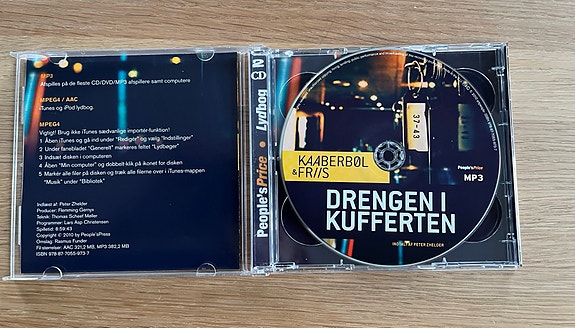 MP3
Afspilles på de fleste CD/DVD/MP3 afspillere samt computere
MPEG4 / AAC
iTunes og iPod lydbog.
MPEG4
Vigtigt! Brug ikke iTunes sædvanlige importer-funktion!
1 Åben iTunes og gå ind under "Rediger" og vælg "Indstillinger"
2 Under fanebladet "Generelt" markeres feltet "Lydbøger"
3 Indsæt disken i computeren
4 Åben "Min computer" og dobbelt-klik på ikonet for disken
5 Marker alle filer på disken og træk alle filerne over i iTunes-mappen
"Musik" under "Bibliotek"
Indlæst af: Peter Zhelder
Producer: Flemming Gernyx
Teknik: Thomas Scheef Møller
Programmer: Lars Asp Christensen
Spilletid: 8:59:43
Copyright © 2010 by People'sPress
Omslag: Rasmus Funder
Filstørrelser: AAC 321,2 MB, MP3 382,2 MB
ISBN 978-87-7055-973-7
People'sPrice • Lydbog
37-43
KAABERBØL
& FRIIS
People'sPrice
MP3
DRENGEN I
KUFFERTEN
INDLÆST AF PETER ZHELDER